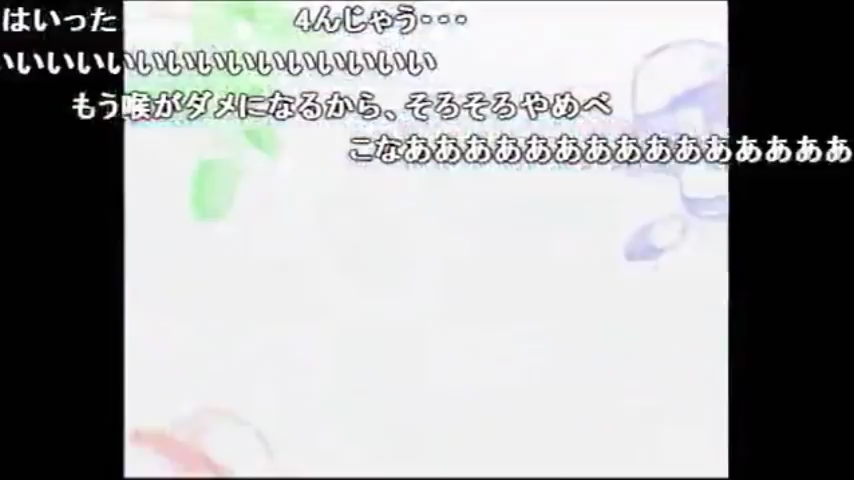 はいった 4んじゃう・・・
いいいいいいいいいいいいいいい
もう喉がダメになるから、そろそろやめべ
こなあああああああああああああああ